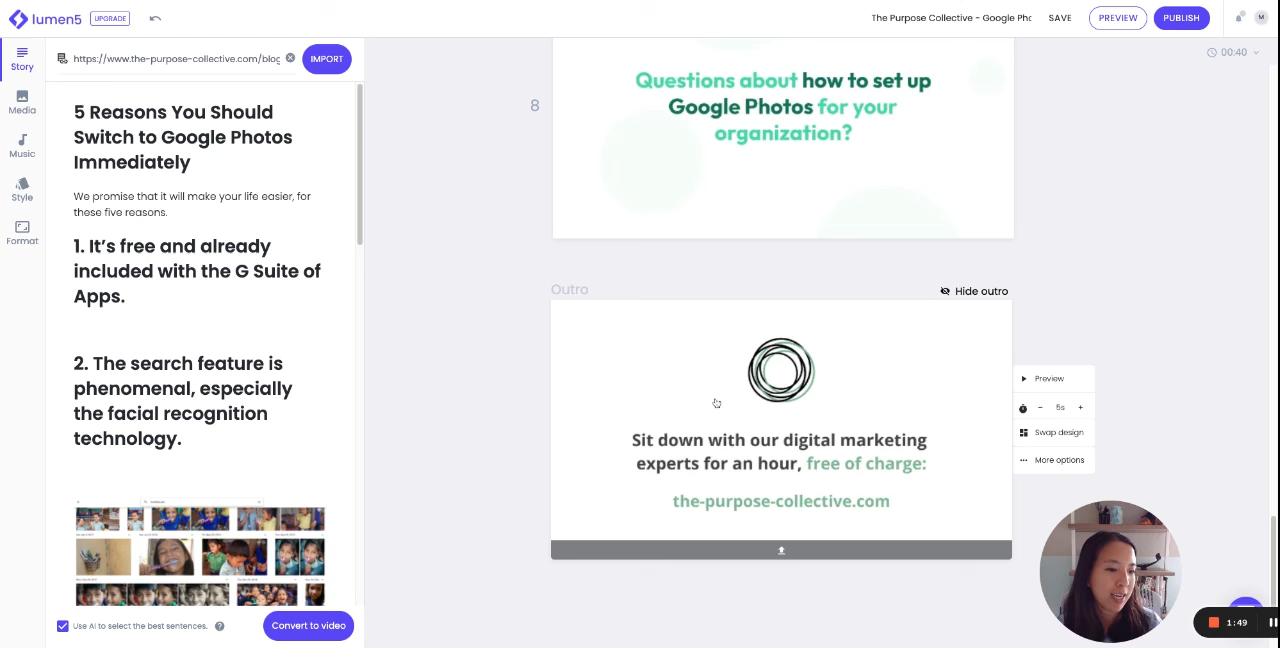 lumen5
UPGRADE
The Purpose Collective - Google Phc
SAVE
PREVIEW
PUBLISH
M
Story
Media
Music
Style
Format
https://www.the-purpose-collective.com/blog
IMPORT
5 Reasons You Should
Switch to Google Photos
Immediately
We promise that it will make your life easier, for
these five reasons.
1. It’s free and already
included with the G Suite of
Apps.
2. The search feature is
phenomenal, especially
the facial recognition
technology.
Use AI to select the best sentences.
?
Convert to video
00:40
8
Questions about how to set up
Google Photos for your
organization?
Outro
Hide outro
Sit down with our digital marketing
experts for an hour, free of charge:
the-purpose-collective.com
Preview
− 5s +
Swap design
More options
1:49